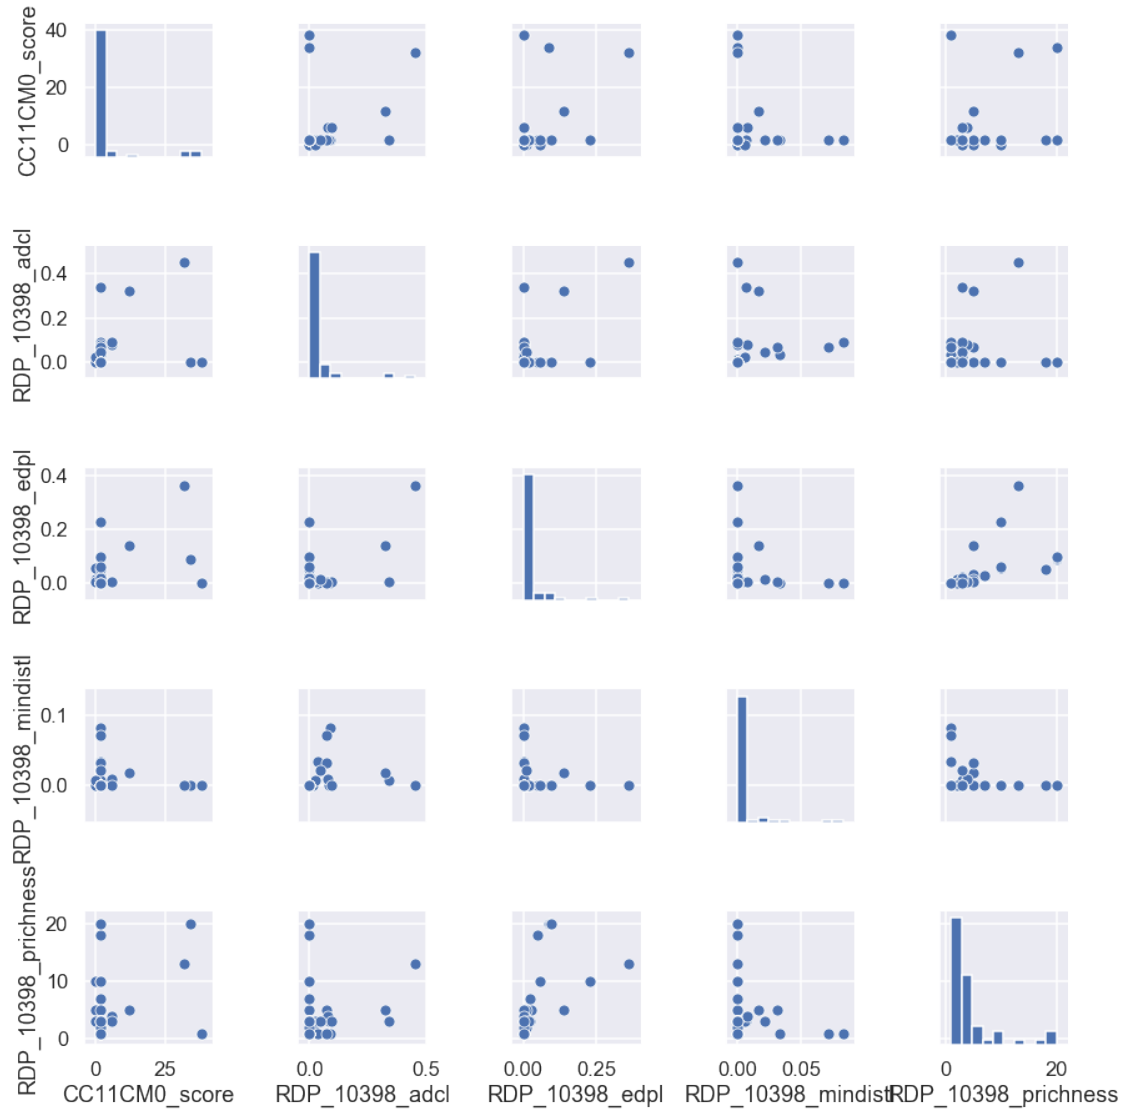 CC11CM0_score
40
20
0
RDP_10398_adcl
0.4
0.2
0.0
RDP_10398_edpl
0.4
0.2
0.0
RDP_10398_mindistl
0.1
0.0
RDP_10398_prichness
20
10
0
0 25 0.0 0.5 0.00 0.25 0.00 0.05 0 20
CC11CM0_score RDP_10398_adcl RDP_10398_edpl RDP_10398_mindistl RDP_10398_prichness